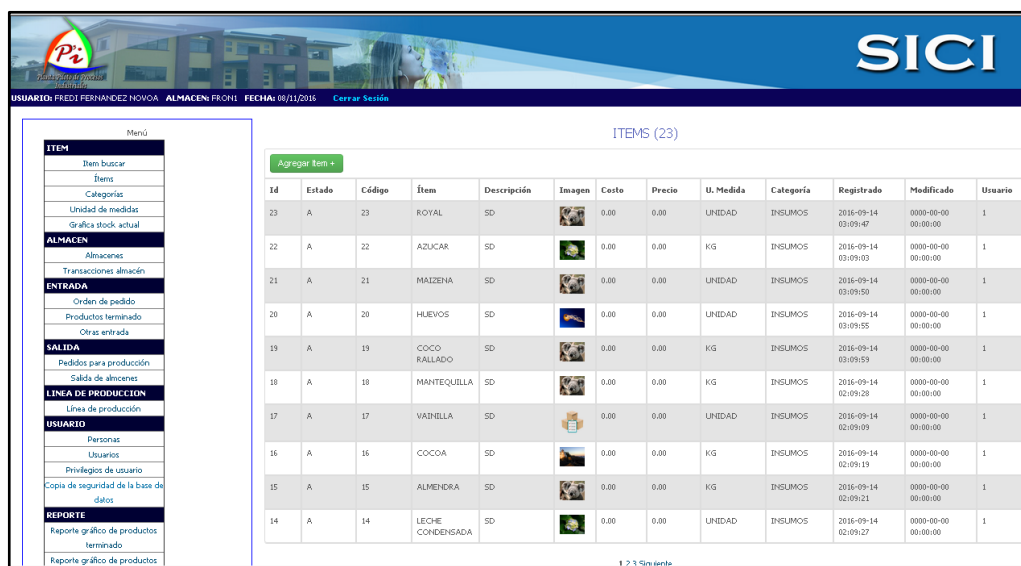 Pi
SICI
USUARIO: FREDI FERNANDEZ NOVOA ALMACEN: FRON1 FECHA: 08/11/2016 Cerrar Sesión
Menú
ITEM
Item buscar
Ítems
Categorías
Unidad de medidas
Grafica stock actual
ALMACEN
Almacenes
Transacciones almacén
ENTRADA
Orden de pedido
Productos terminado
Otras entrada
SALIDA
Pedidos para producción
Salida de almcenes
LINEA DE PRODUCCION
Línea de producción
USUARIO
Personas
Usuarios
Privilegios de usuario
Copia de seguridad de la base de
datos
REPORTE
Reporte gráfico de productos
terminado
Reporte gráfico de productos
ITEMS (23)
Agregar Item +
Id Estado Código Ítem Descripción Imagen Costo Precio U. Medida Categoría Registrado Modificado Usuario
23 A 23 ROYAL SD 0.00 0.00 UNIDAD INSUMOS 2016-09-14 0000-00-00 1
03:09:47 00:00:00
22 A 22 AZUCAR SD 0.00 0.00 KG INSUMOS 2016-09-14 0000-00-00 1
03:09:03 00:00:00
21 A 21 MAIZENA SD 0.00 0.00 UNIDAD INSUMOS 2016-09-14 0000-00-00 1
03:09:50 00:00:00
20 A 20 HUEVOS SD 0.00 0.00 UNIDAD INSUMOS 2016-09-14 0000-00-00 1
03:09:55 00:00:00
19 A 19 COCO SD 0.00 0.00 KG INSUMOS 2016-09-14 0000-00-00 1
RALLADO 03:09:59 00:00:00
18 A 18 MANTEQUILLA SD 0.00 0.00 KG INSUMOS 2016-09-14 0000-00-00 1
02:09:28 00:00:00
17 A 17 VAINILLA SD 0.00 0.00 UNIDAD INSUMOS 2016-09-14 0000-00-00 1
02:09:09 00:00:00
16 A 16 COCOA SD 0.00 0.00 KG INSUMOS 2016-09-14 0000-00-00 1
02:09:19 00:00:00
15 A 15 ALMENDRA SD 0.00 0.00 KG INSUMOS 2016-09-14 0000-00-00 1
02:09:21 00:00:00
14 A 14 LECHE SD 0.00 0.00 UNIDAD INSUMOS 2016-09-14 0000-00-00 1
CONDENSADA 02:09:27 00:00:00
1 2 3 Siguiente